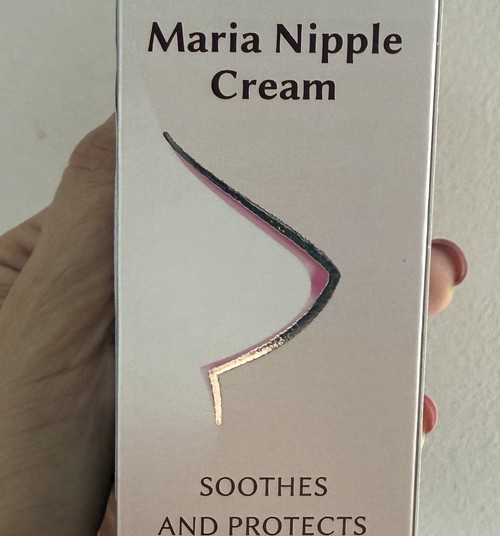 Maria Nipple
Cream
SOOTHES
AND PROTECTS